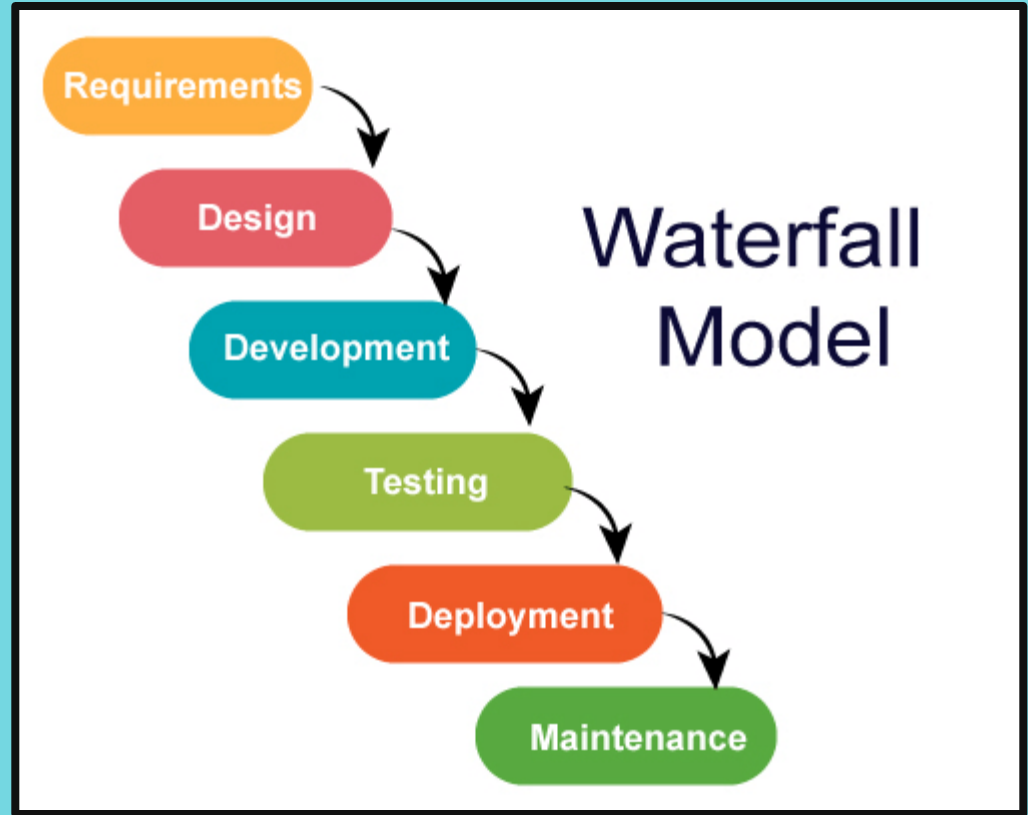 Requirements
Design
Waterfall
Model
Development
Testing
Deployment
Maintenance